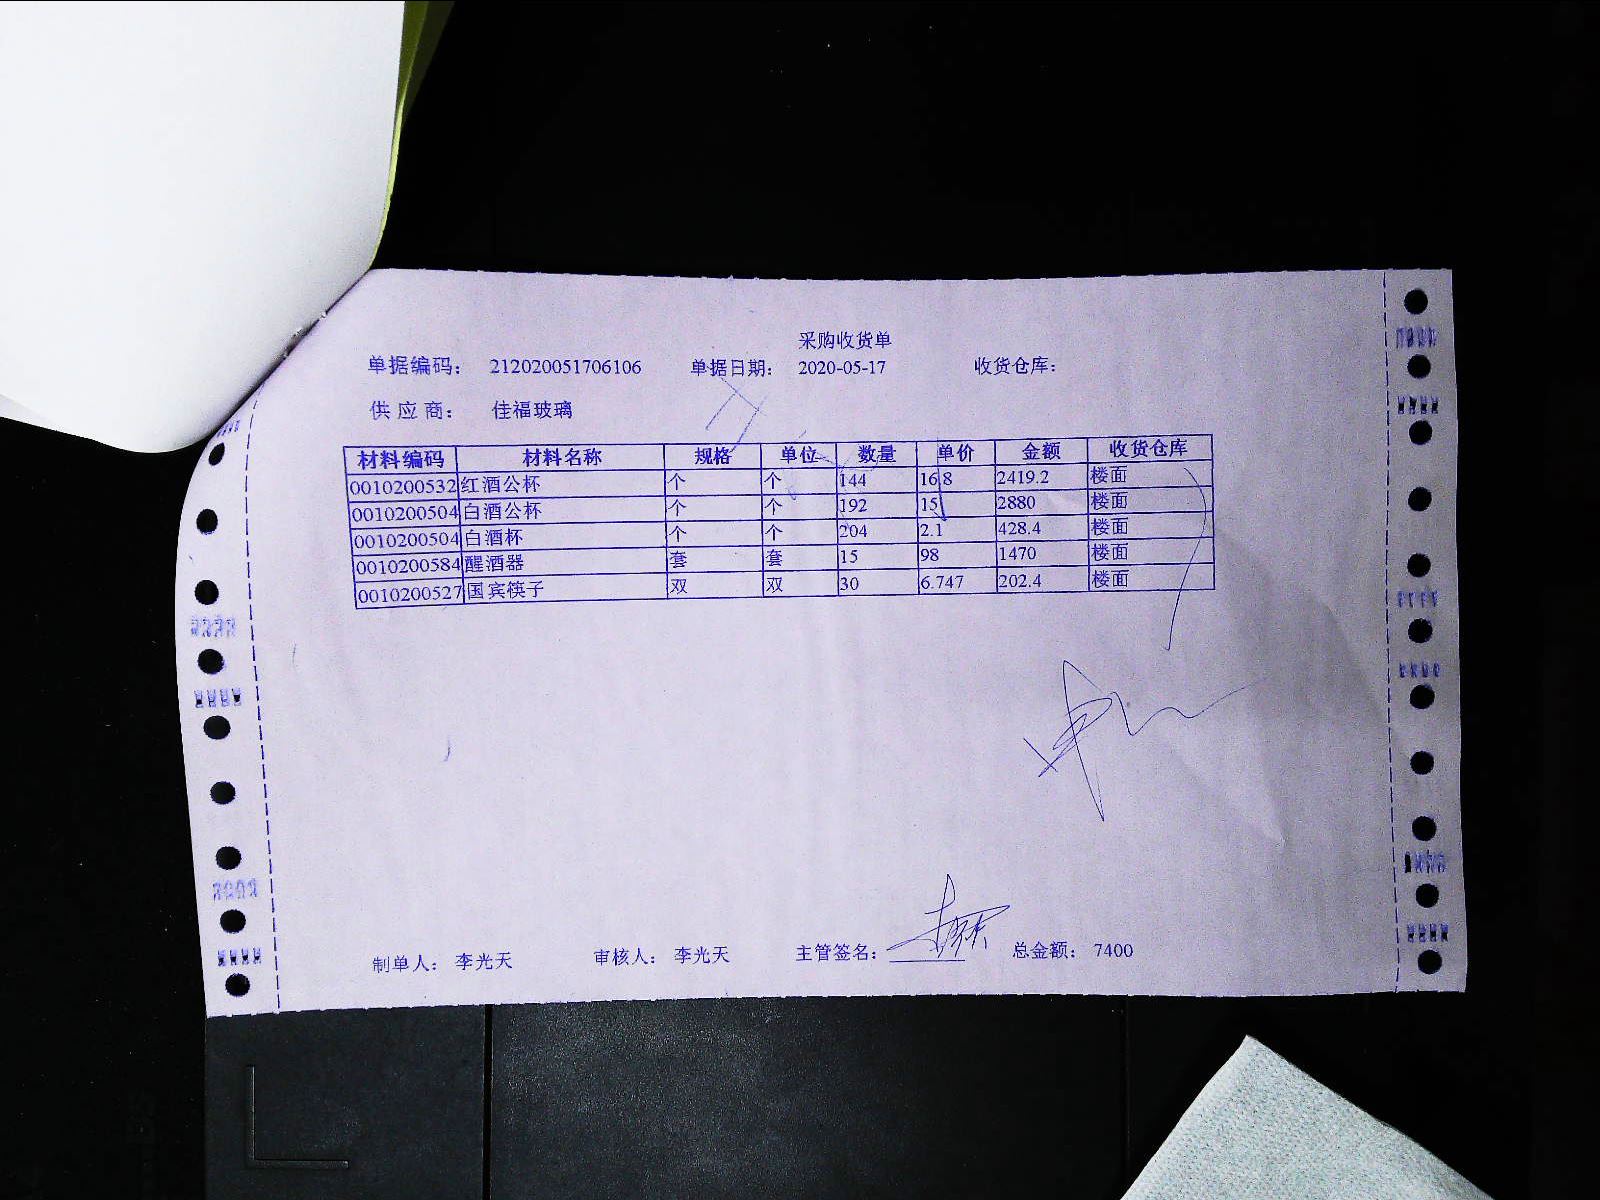 采购收货单
单据编码： 212020051706106 单据日期： 2020-05-17 收货仓库：
供应商： 佳福玻璃
材料编码 材料名称 规格 单位 数量 单价 金额 收货仓库
0010200532 红酒公杯 个 个 144 16.8 2419.2 楼面
0010200504 白酒公杯 个 个 192 15 2880 楼面
0010200504 白酒杯 个 个 204 2.1 428.4 楼面
0010200584 醒酒器 套 套 15 98 1470 楼面
0010200527 国宾筷子 双 双 30 6.747 202.4 楼面
制单人： 李光天 审核人： 李光天 主管签名： 总金额： 7400